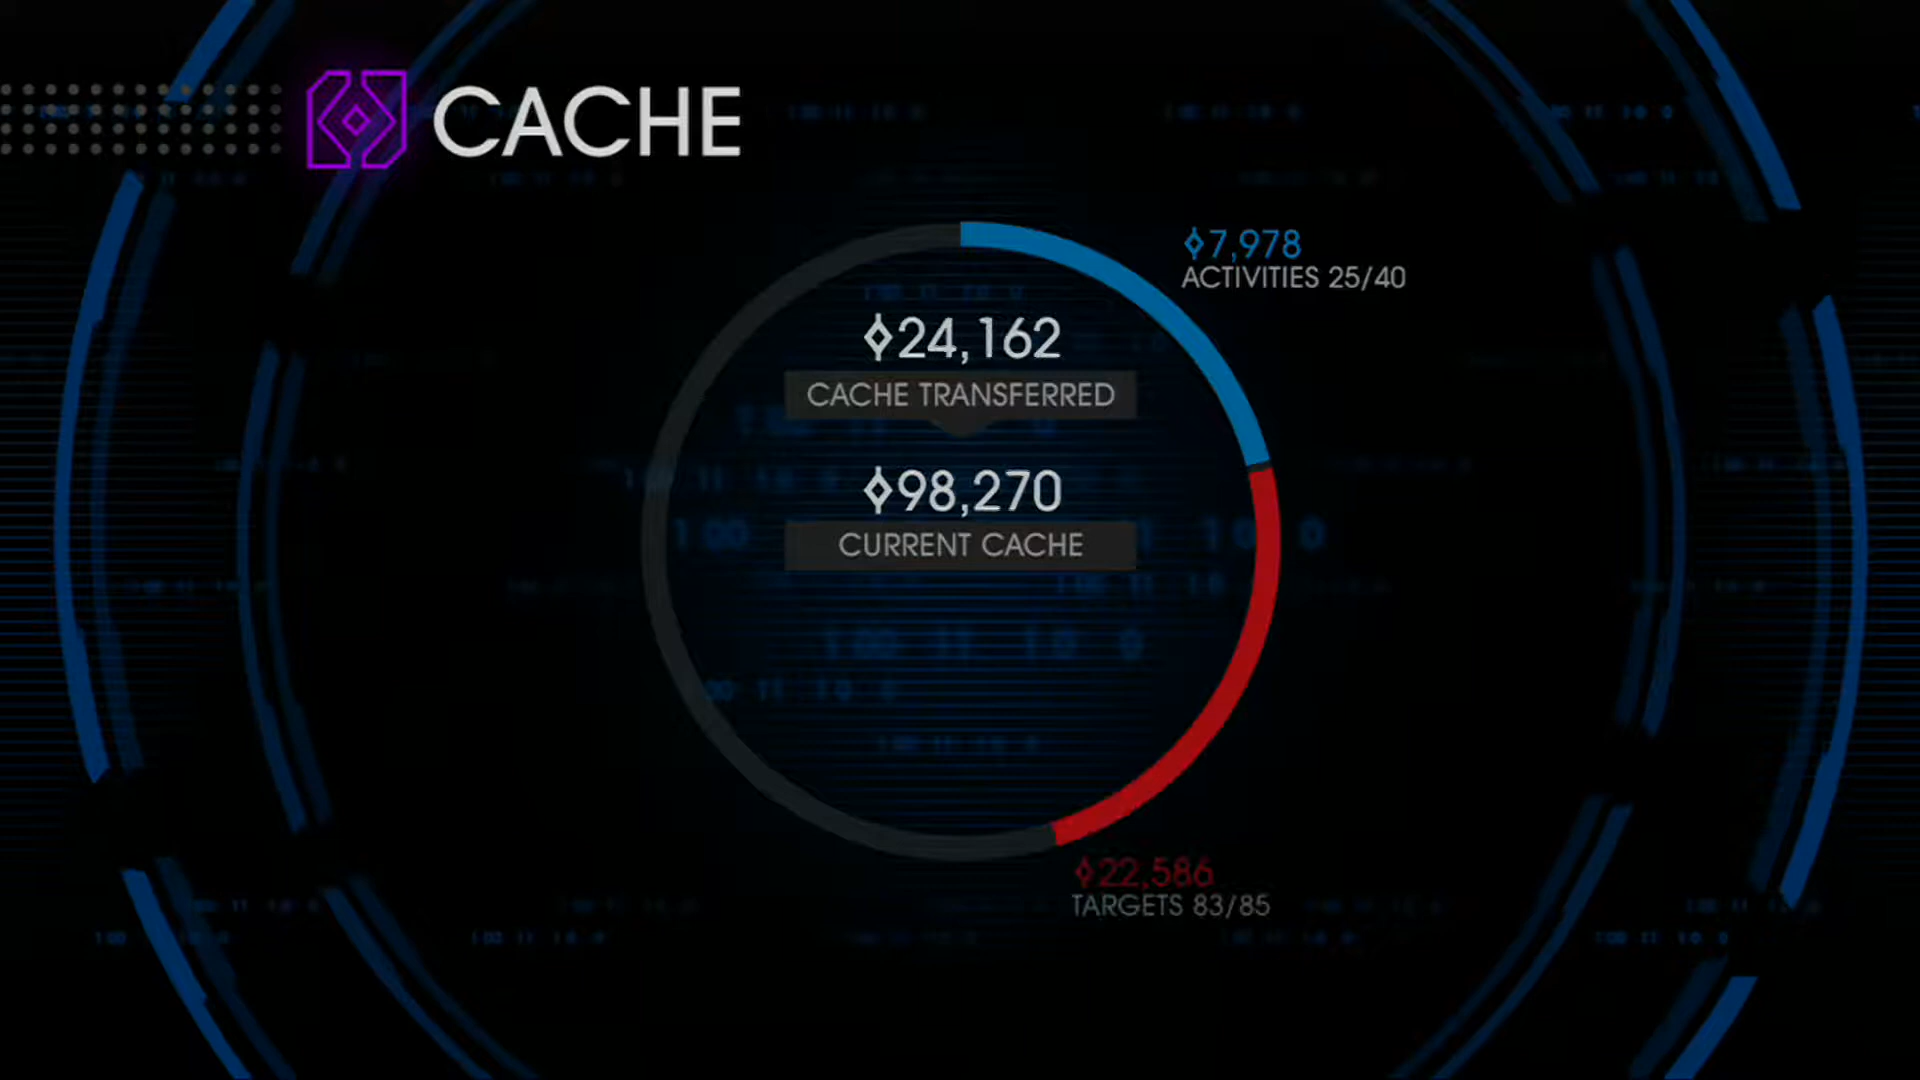 CACHE
7,978
ACTIVITIES 25/40
24,162
CACHE TRANSFERRED
98,270
CURRENT CACHE
22,586
TARGETS 83/85